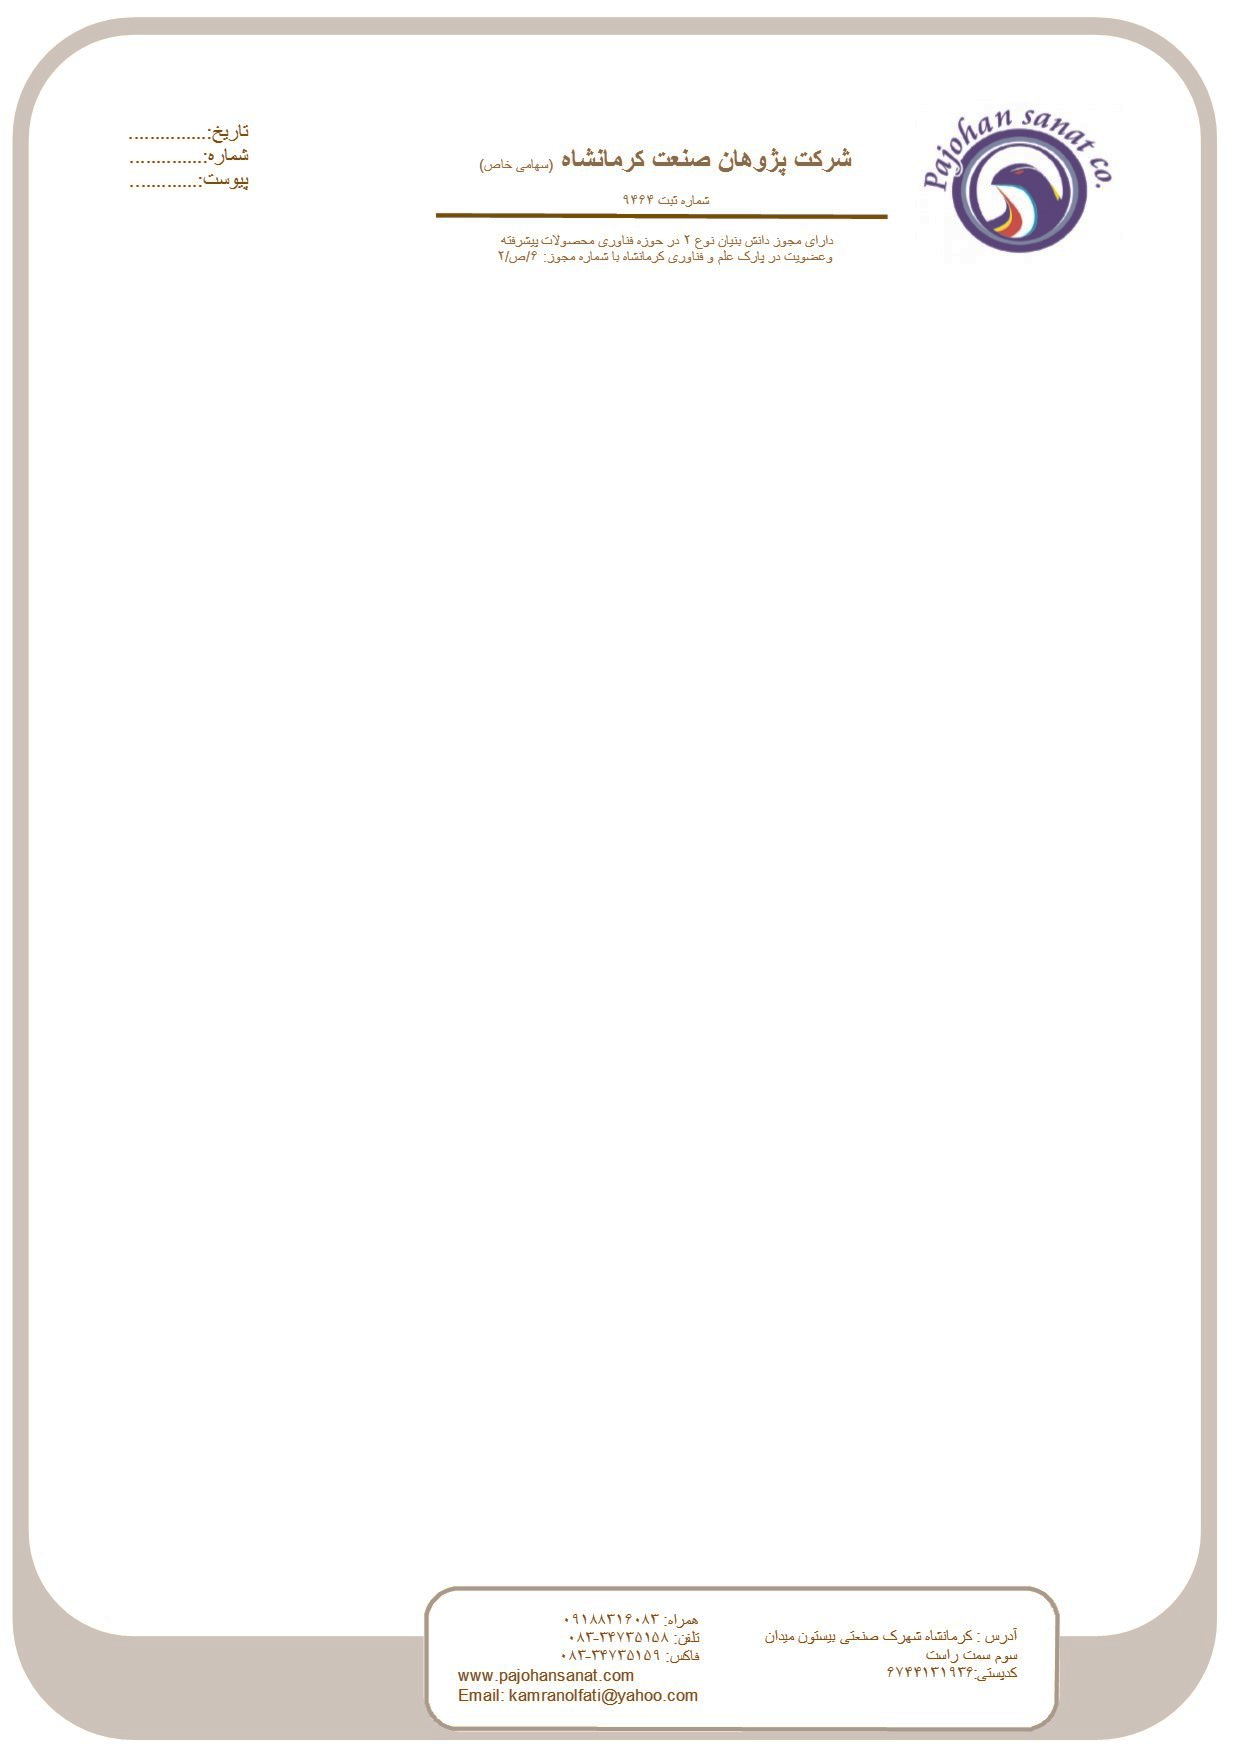 Pajohan sanat co.
شرکت پژوهان صنعت کرمانشاه (سهامی خاص)
شماره ثبت ۹۴۶۴
دارای مجوز دانش بنیان نوع ۲ در حوزه فناوری محصولات پیشرفته
وعضویت در پارک علم و فناوری کرمانشاه با شماره مجوز: ۶/ص/۲
تاریخ:...............
شماره:..............
پیوست:.............
آدرس : کرمانشاه شهرک صنعتی بیستون میدان
سوم سمت راست
کدپستی:۶۷۴۴۱۳۱۹۳۶
همراه: ۰۹۱۸۸۳۱۶۰۸۳
تلفن: ۰۸۳-۳۴۷۳۵۱۵۸
فاکس: ۰۸۳-۳۴۷۳۵۱۵۹
www.pajohansanat.com
Email: kamranolfati@yahoo.com